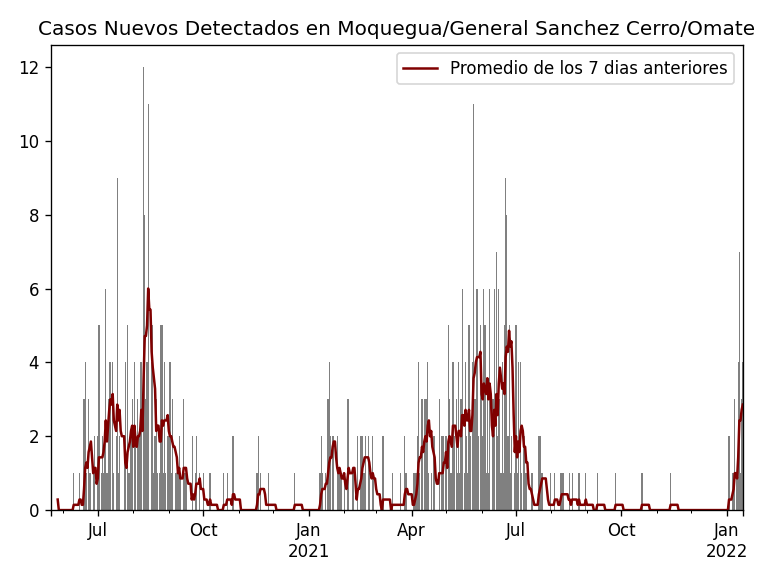 Casos Nuevos Detectados en Moquegua/General Sanchez Cerro/Omate
Promedio de los 7 dias anteriores
12
10
8
6
4
2
0
Jul Oct Jan Apr Jul Oct Jan
2021 2022